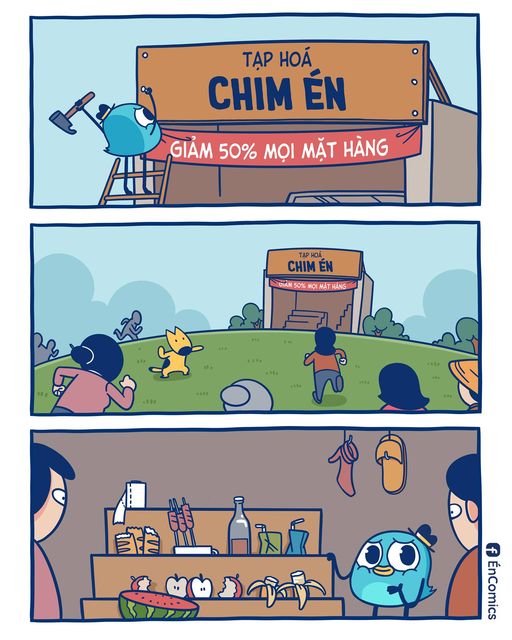 TẠP HOÁ
CHIM ÉN
GIẢM 50% MỌI MẶT HÀNG
TẠP HOÁ
CHIM ÉN
GIẢM 50% MỌI MẶT HÀNG
f ÉnComics